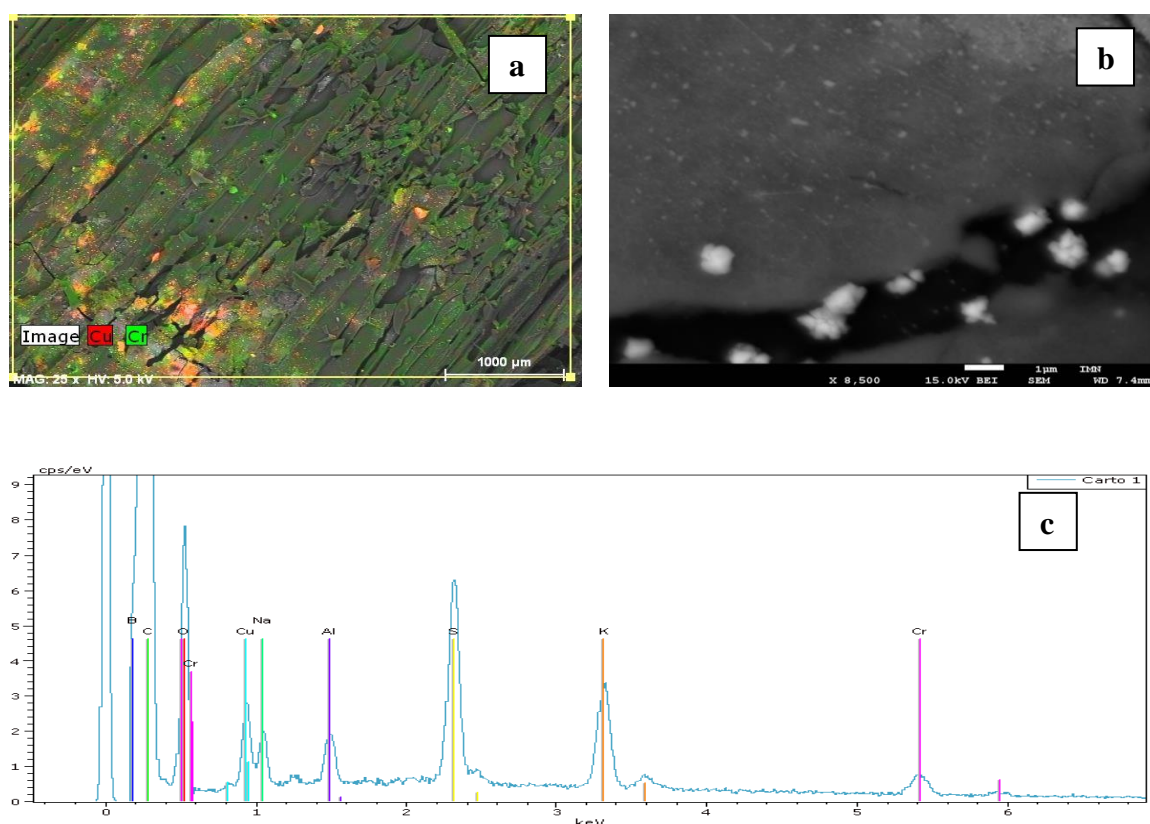 a
Image Cu Cr
1000 µm
MAG: 25 x HV: 5.0 kV
b
X 8,500 15.0kV BEI SEM 1µm IMN WD 7.4mm
cps/eV
Carto 1
c
9
8
7
6
5
4
3
2
1
0
B C O Cr Cu Na Al S K Cr
0 1 2 3 4 5 6
keV